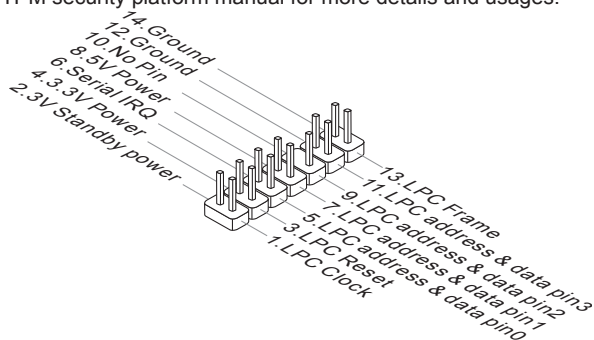 TPM security platform manual for more details and usages.
14.Ground
12.Ground
10.No Pin
8.5V Power
6.Serial IRQ
4.3.3V Power
2.3V Standby power
13.LPC Frame
11.LPC address & data pin3
9.LPC address & data pin2
7.LPC address & data pin1
5.LPC address & data pin0
3.LPC Reset
1.LPC Clock